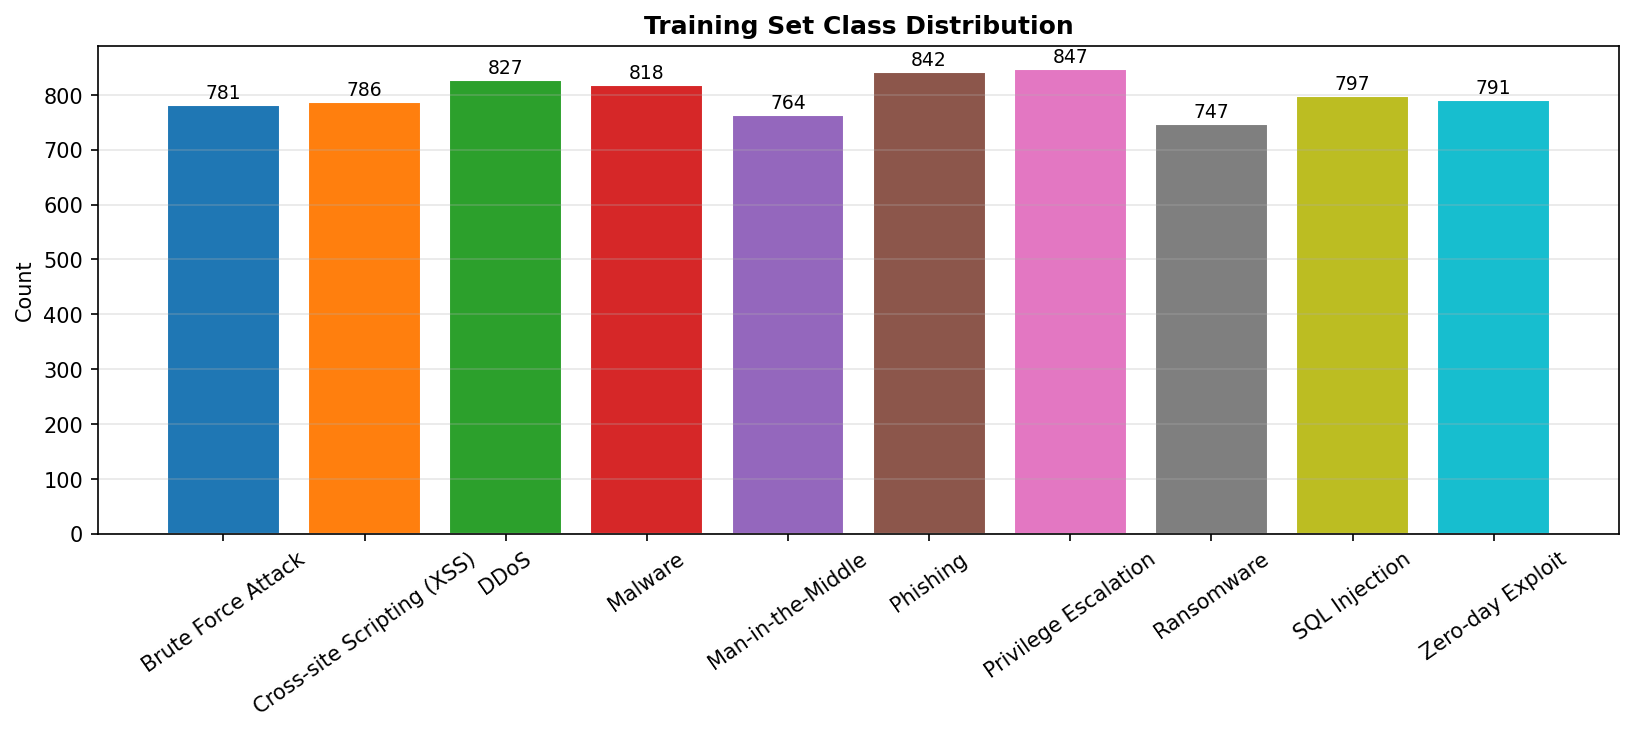 Training Set Class Distribution
Count
800
700
600
500
400
300
200
100
0
781
786
827
818
764
842
847
747
797
791
Brute Force Attack
Cross-site Scripting (XSS)
DDoS
Malware
Man-in-the-Middle
Phishing
Privilege Escalation
Ransomware
SQL Injection
Zero-day Exploit